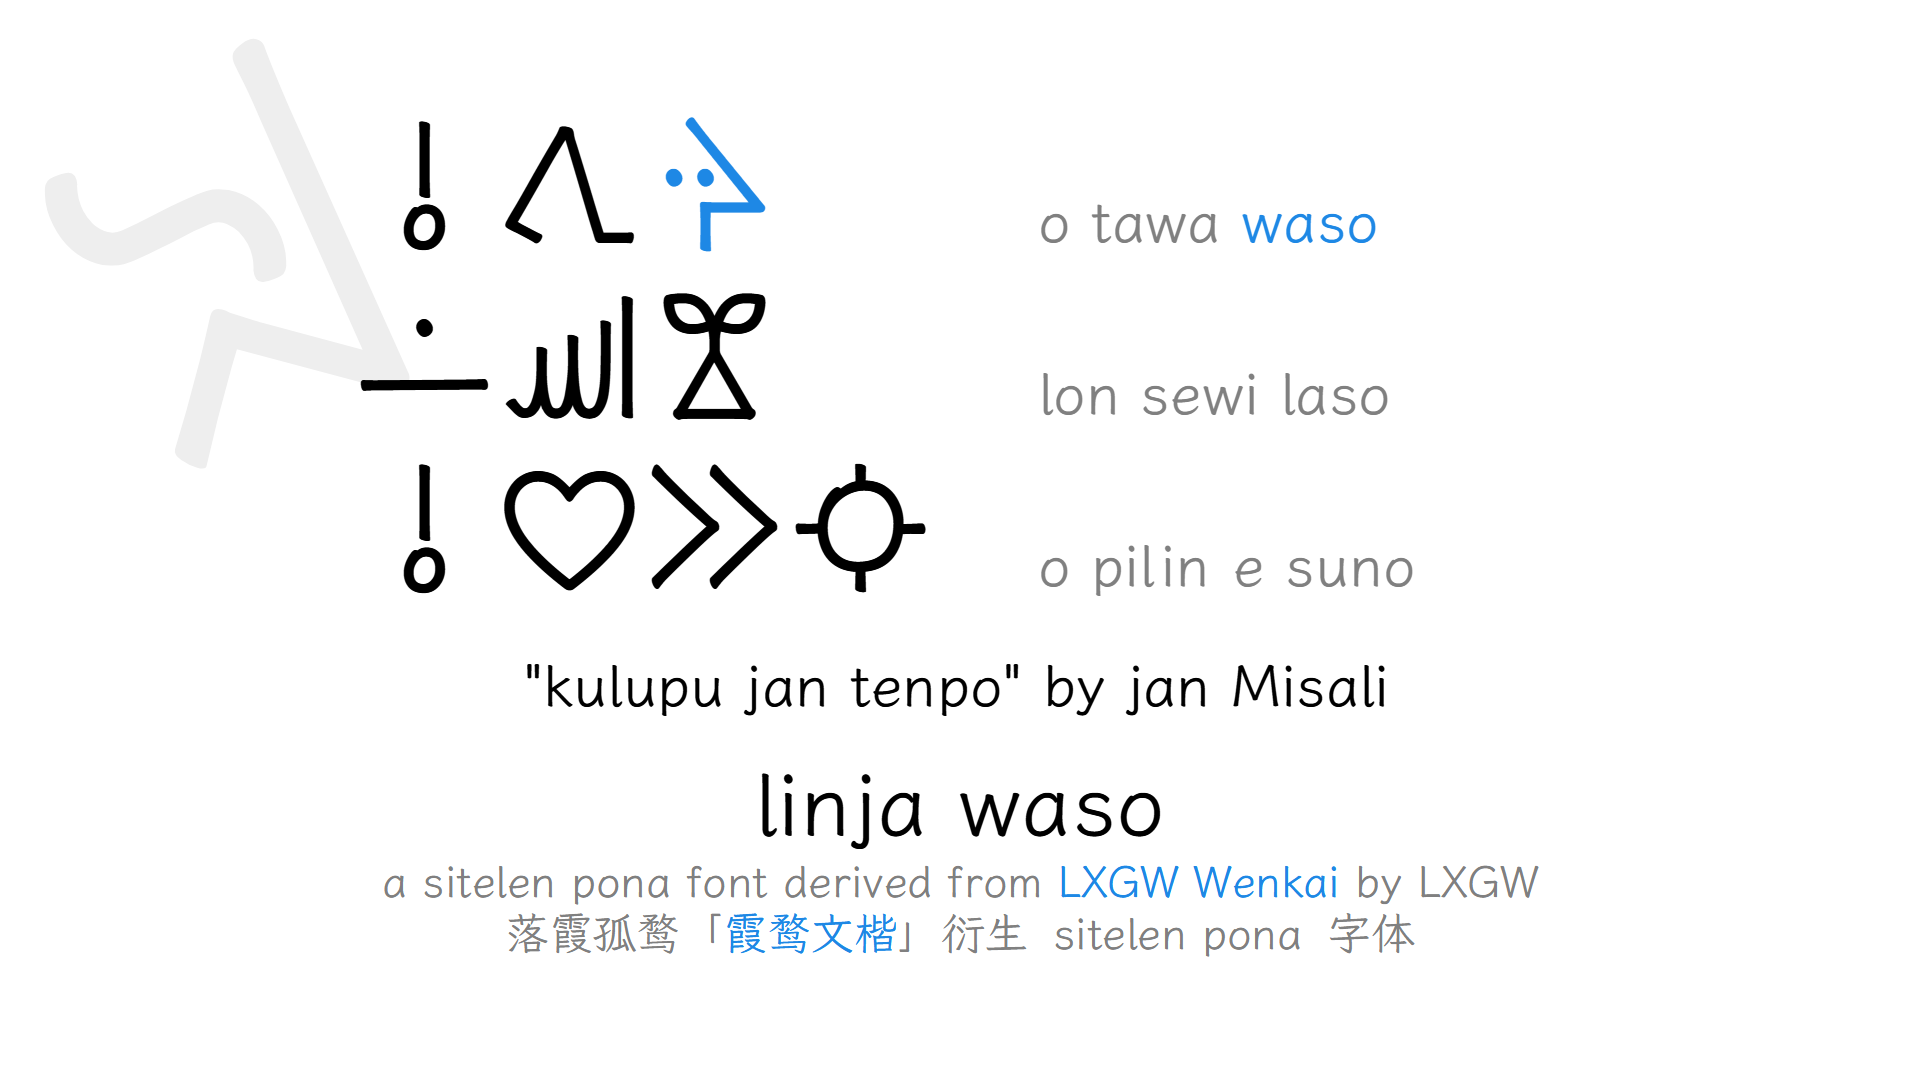 o tawa waso
lon sewi laso
o pilin e suno
"kulupu jan tenpo" by jan Misali
linja waso
a sitelen pona font derived from LXGW Wenkai by LXGW
落霞孤鹜「霞鹜文楷」衍生 sitelen pona 字体